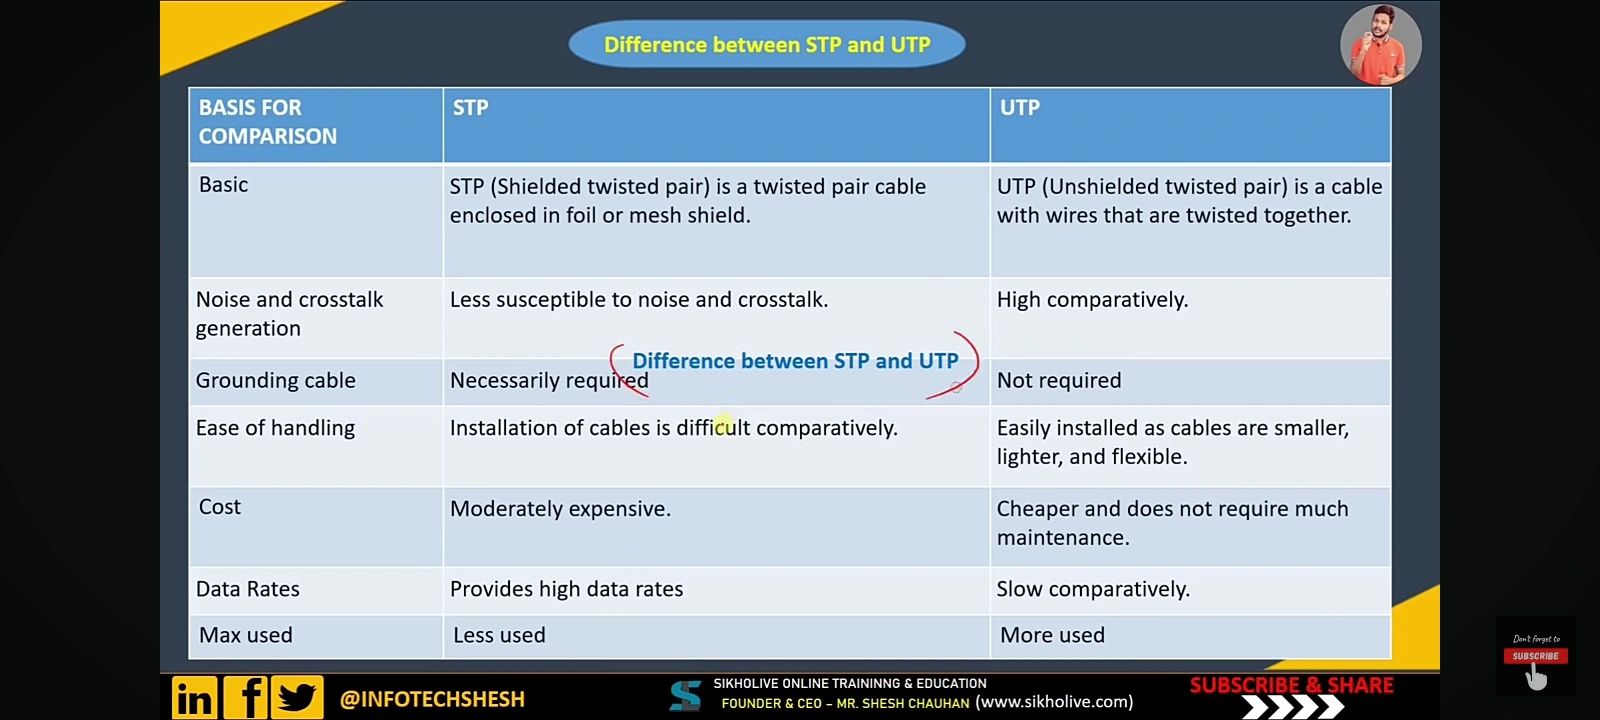 Difference between STP and UTP
BASIS FOR
COMPARISON
STP
UTP
Basic
STP (Shielded twisted pair) is a twisted pair cable
enclosed in foil or mesh shield.
UTP (Unshielded twisted pair) is a cable
with wires that are twisted together.
Noise and crosstalk
generation
Less susceptible to noise and crosstalk.
High comparatively.
Difference between STP and UTP
Grounding cable
Necessarily required
Not required
Ease of handling
Installation of cables is difficult comparatively.
Easily installed as cables are smaller,
lighter, and flexible.
Cost
Moderately expensive.
Cheaper and does not require much
maintenance.
Data Rates
Provides high data rates
Slow comparatively.
Max used
Less used
More used
Don't forget to
SUBSCRIBE
in f @INFOTECHSHESH
SIKHOLIVE ONLINE TRAININNG & EDUCATION
FOUNDER & CEO – MR. SHESH CHAUHAN (www.sikholive.com)
SUBSCRIBE & SHARE